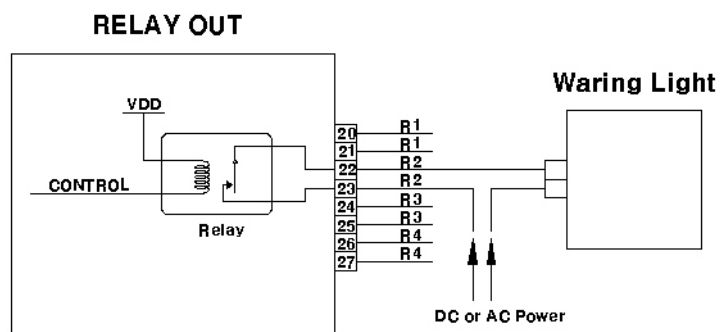 RELAY OUT
Waring Light
VDD
CONTROL
Relay
20 R1
21 R1
22 R2
23 R2
24 R3
25 R3
26 R4
27 R4
DC or AC Power